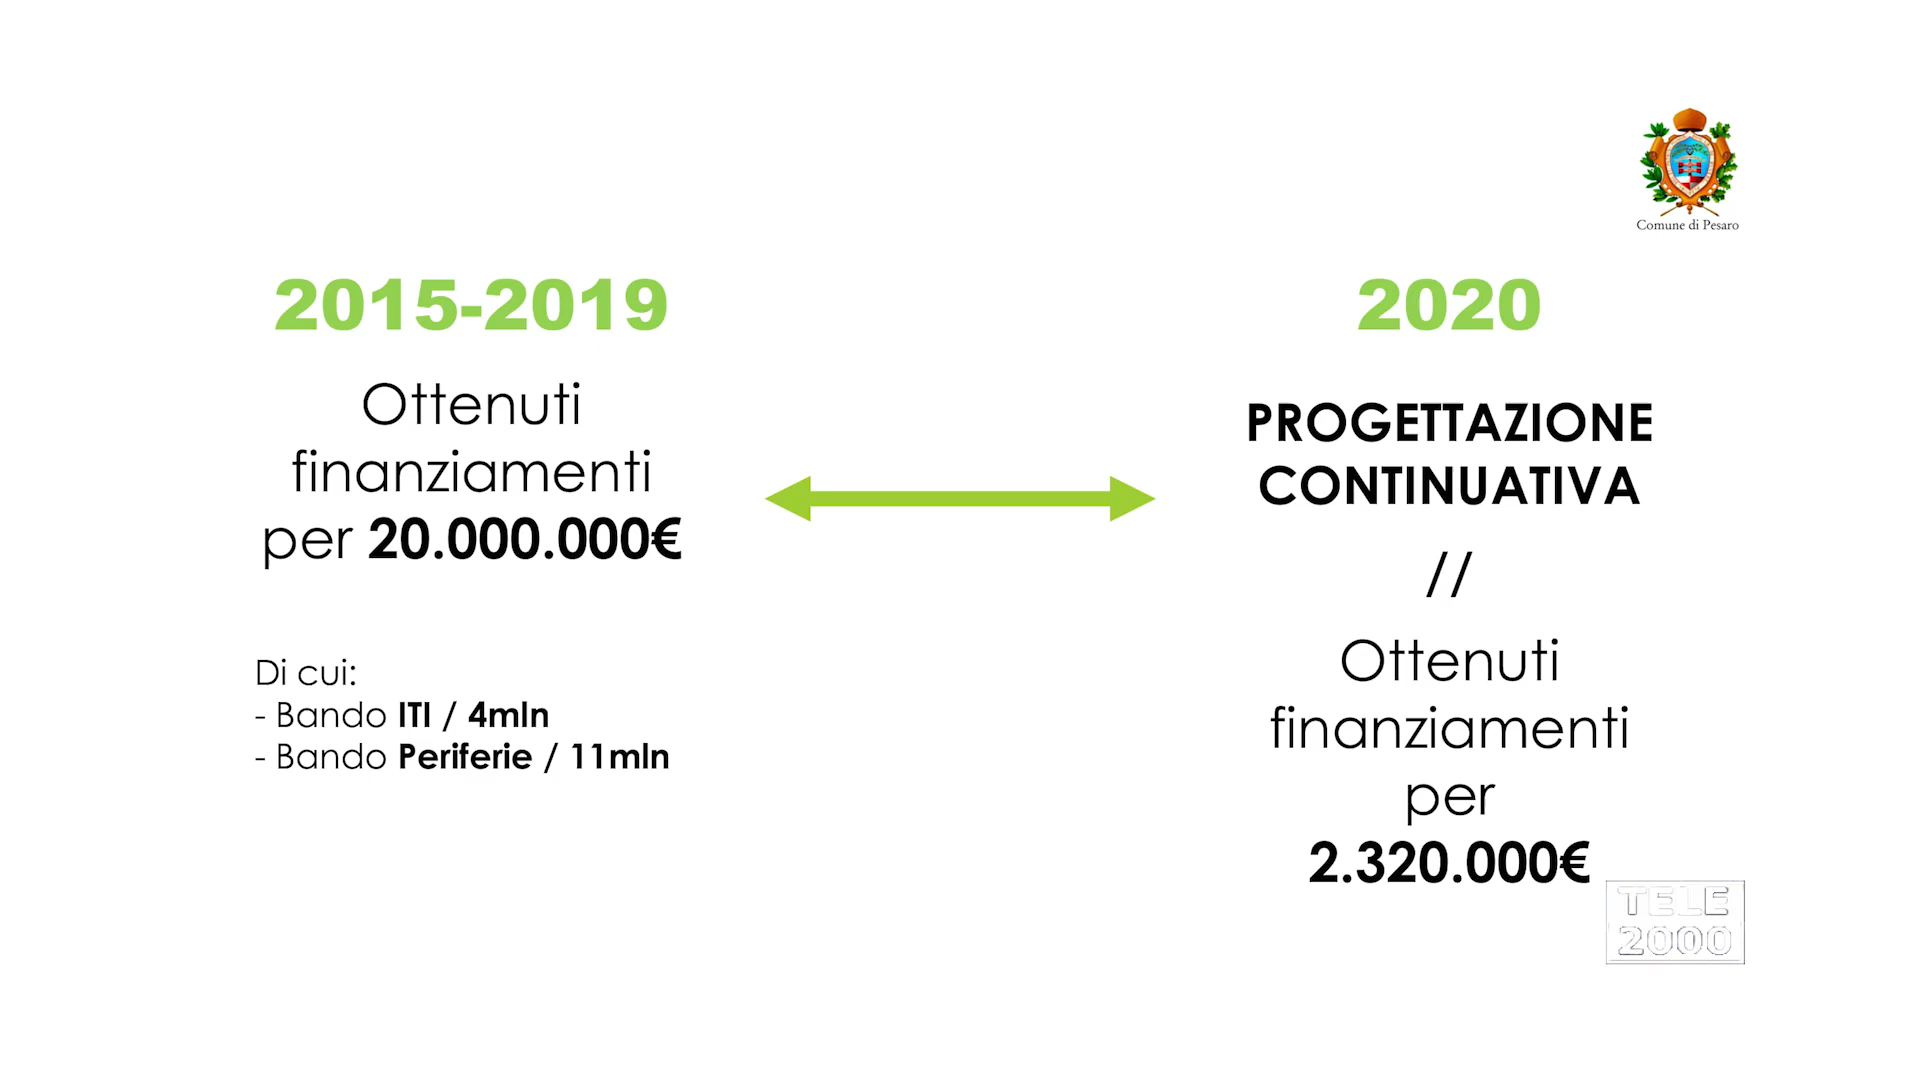 Comune di Pesaro
2015-2019
Ottenuti
finanziamenti
per 20.000.000€
Di cui:
- Bando ITI / 4mln
- Bando Periferie / 11mln
2020
PROGETTAZIONE
CONTINUATIVA
//
Ottenuti
finanziamenti
per
2.320.000€
TELE
2000